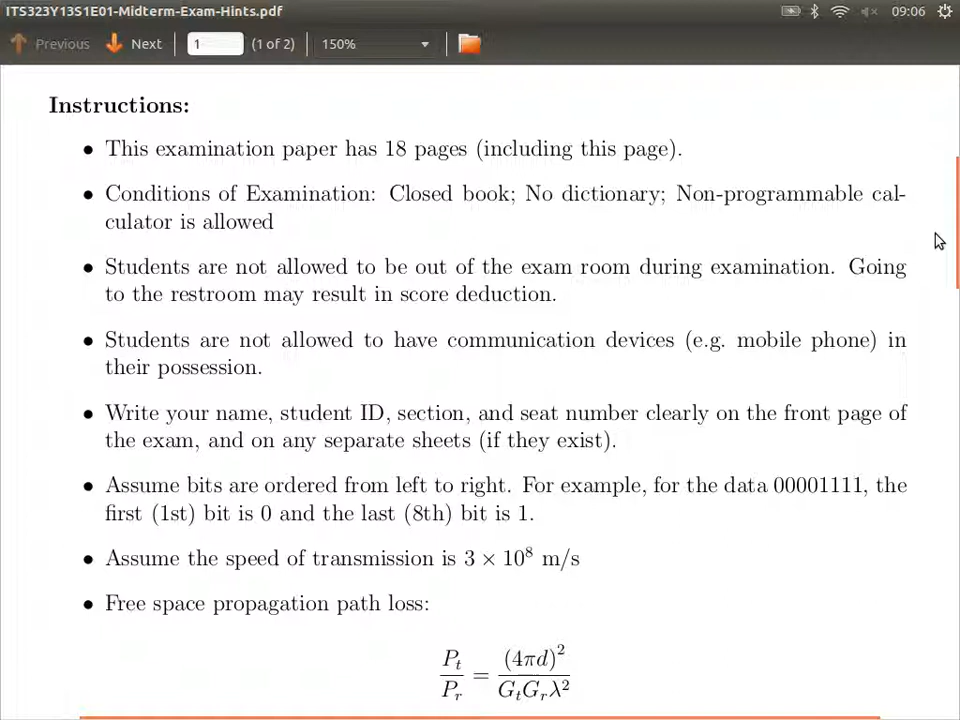 ITS323Y13S1E01-Midterm-Exam-Hints.pdf 09:06
Previous Next 1 (1 of 2) 150%
Instructions:
• This examination paper has 18 pages (including this page).
• Conditions of Examination: Closed book; No dictionary; Non-programmable cal-
culator is allowed
• Students are not allowed to be out of the exam room during examination. Going
to the restroom may result in score deduction.
• Students are not allowed to have communication devices (e.g. mobile phone) in
their possession.
• Write your name, student ID, section, and seat number clearly on the front page of
the exam, and on any separate sheets (if they exist).
• Assume bits are ordered from left to right. For example, for the data 00001111, the
first (1st) bit is 0 and the last (8th) bit is 1.
• Assume the speed of transmission is 3 × 10⁸ m/s
• Free space propagation path loss:
P_t / P_r = (4πd)² / G_t G_r λ²